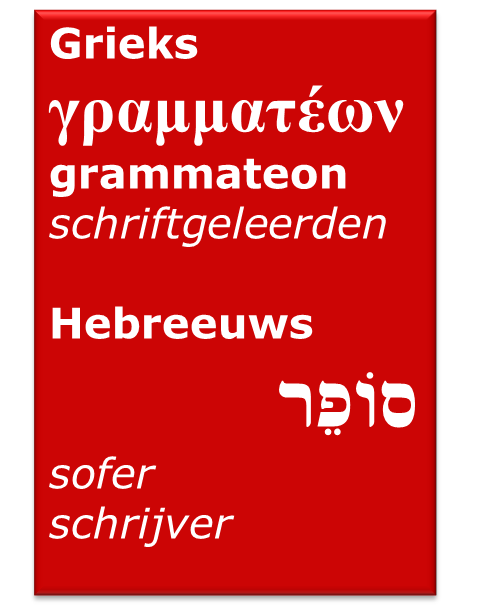 Grieks
γραμματέων
grammateon
schriftgeleerden
Hebreeuws
סוֹפֵּר
sofer
schrijver